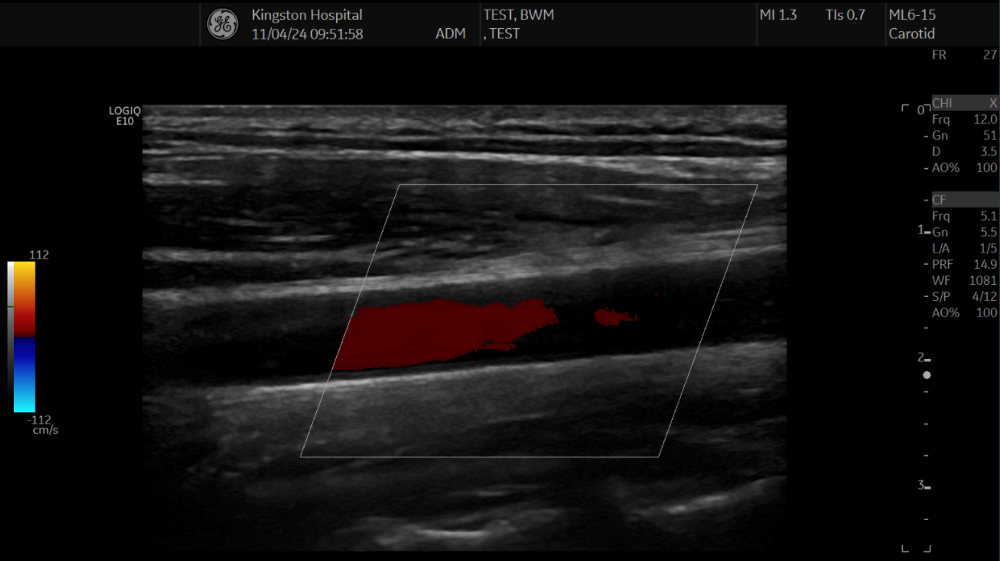 Kingston Hospital
11/04/24 09:51:58 ADM
TEST, BWM
, TEST
MI 1.3 TIs 0.7
ML6-15
Carotid
FR 27
LOGIQ
E10
CHI X
Frq 12.0
Gn 51
D 3.5
AO% 100
CF
Frq 5.1
Gn 5.5
L/A 1/5
PRF 14.9
WF 1081
S/P 4/12
AO% 100
0
1
2
3
112
-112
cm/s
GE